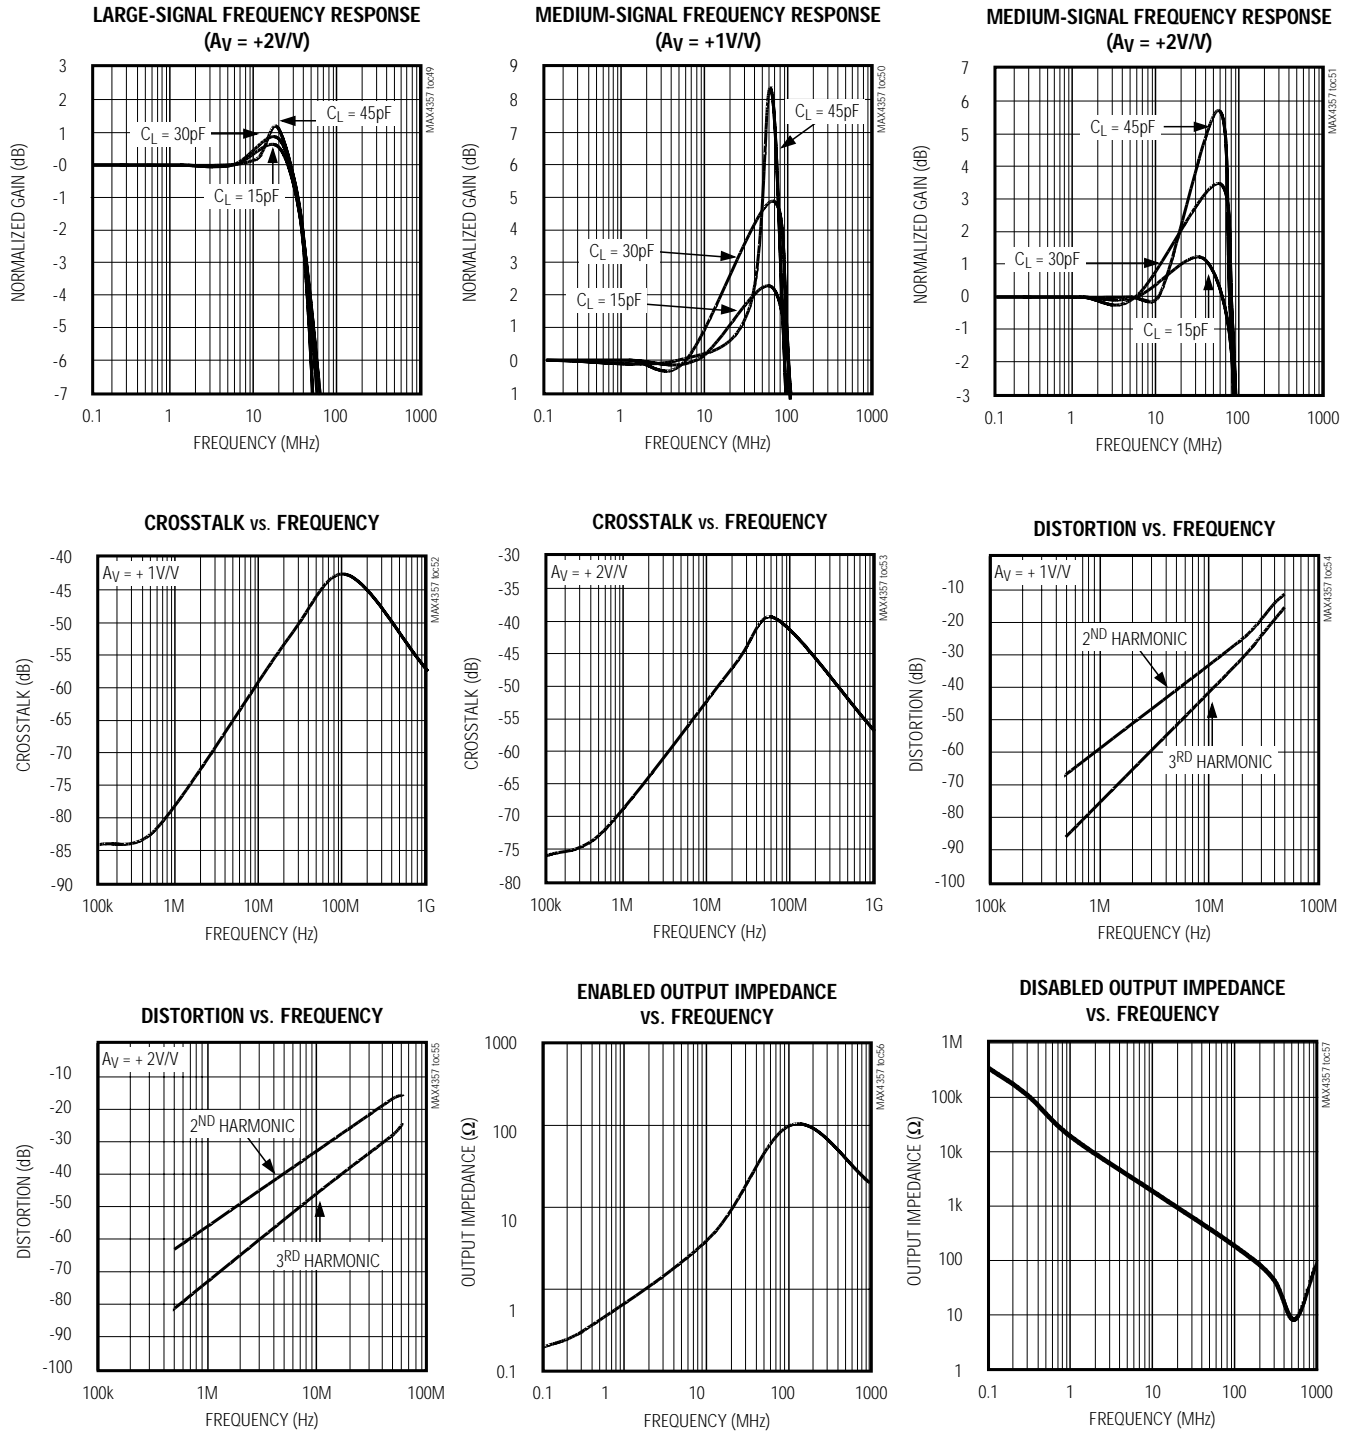 LARGE-SIGNAL FREQUENCY RESPONSE
(AV = +2V/V)
MAX4357 toc49
NORMALIZED GAIN (dB)
3
2
1
-0
-1
-2
-3
-4
-5
-6
-7
CL = 45pF
CL = 30pF
CL = 15pF
0.1 1 10 100 1000
FREQUENCY (MHz)
MEDIUM-SIGNAL FREQUENCY RESPONSE
(AV = +1V/V)
MAX4357 toc50
NORMALIZED GAIN (dB)
9
8
7
6
5
4
3
2
1
0
1
CL = 45pF
CL = 30pF
CL = 15pF
0.1 1 10 100 1000
FREQUENCY (MHz)
MEDIUM-SIGNAL FREQUENCY RESPONSE
(AV = +2V/V)
MAX4357 toc51
NORMALIZED GAIN (dB)
7
6
5
4
3
2
1
0
-1
-2
-3
CL = 45pF
CL = 30pF
CL = 15pF
0.1 1 10 100 1000
FREQUENCY (MHz)
CROSSTALK vs. FREQUENCY
AV = + 1V/V
MAX4357 toc52
CROSSTALK (dB)
-40
-45
-50
-55
-60
-65
-70
-75
-80
-85
-90
100k 1M 10M 100M 1G
FREQUENCY (Hz)
CROSSTALK vs. FREQUENCY
AV = + 2V/V
MAX4357 toc53
CROSSTALK (dB)
-30
-35
-40
-45
-50
-55
-60
-65
-70
-75
-80
100k 1M 10M 100M 1G
FREQUENCY (Hz)
DISTORTION vs. FREQUENCY
AV = + 1V/V
MAX4357 toc54
DISTORTION (dB)
-10
-20
-30
-40
-50
-60
-70
-80
-90
-100
2ND HARMONIC
3RD HARMONIC
100k 1M 10M 100M
FREQUENCY (Hz)
DISTORTION vs. FREQUENCY
AV = + 2V/V
MAX4357 toc55
DISTORTION (dB)
-10
-20
-30
-40
-50
-60
-70
-80
-90
-100
2ND HARMONIC
3RD HARMONIC
100k 1M 10M 100M
FREQUENCY (Hz)
ENABLED OUTPUT IMPEDANCE
vs. FREQUENCY
MAX4357 toc56
OUTPUT IMPEDANCE (Ω)
1000
100
10
1
0.1
0.1 1 10 100 1000
FREQUENCY (MHz)
DISABLED OUTPUT IMPEDANCE
vs. FREQUENCY
MAX4357 toc57
OUTPUT IMPEDANCE (Ω)
1M
100k
10k
1k
100
10
1
0.1 1 10 100 1000
FREQUENCY (MHz)